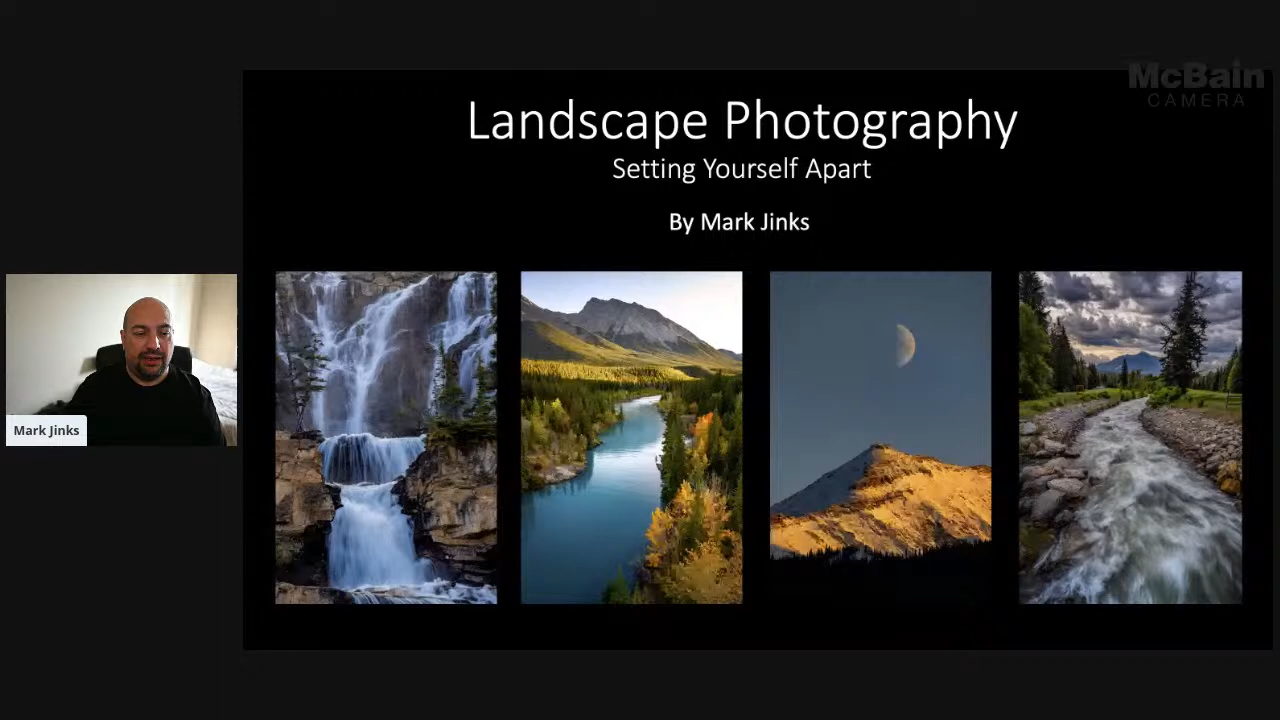 McBain
CAMERA
Landscape Photography
Setting Yourself Apart
By Mark Jinks
Mark Jinks